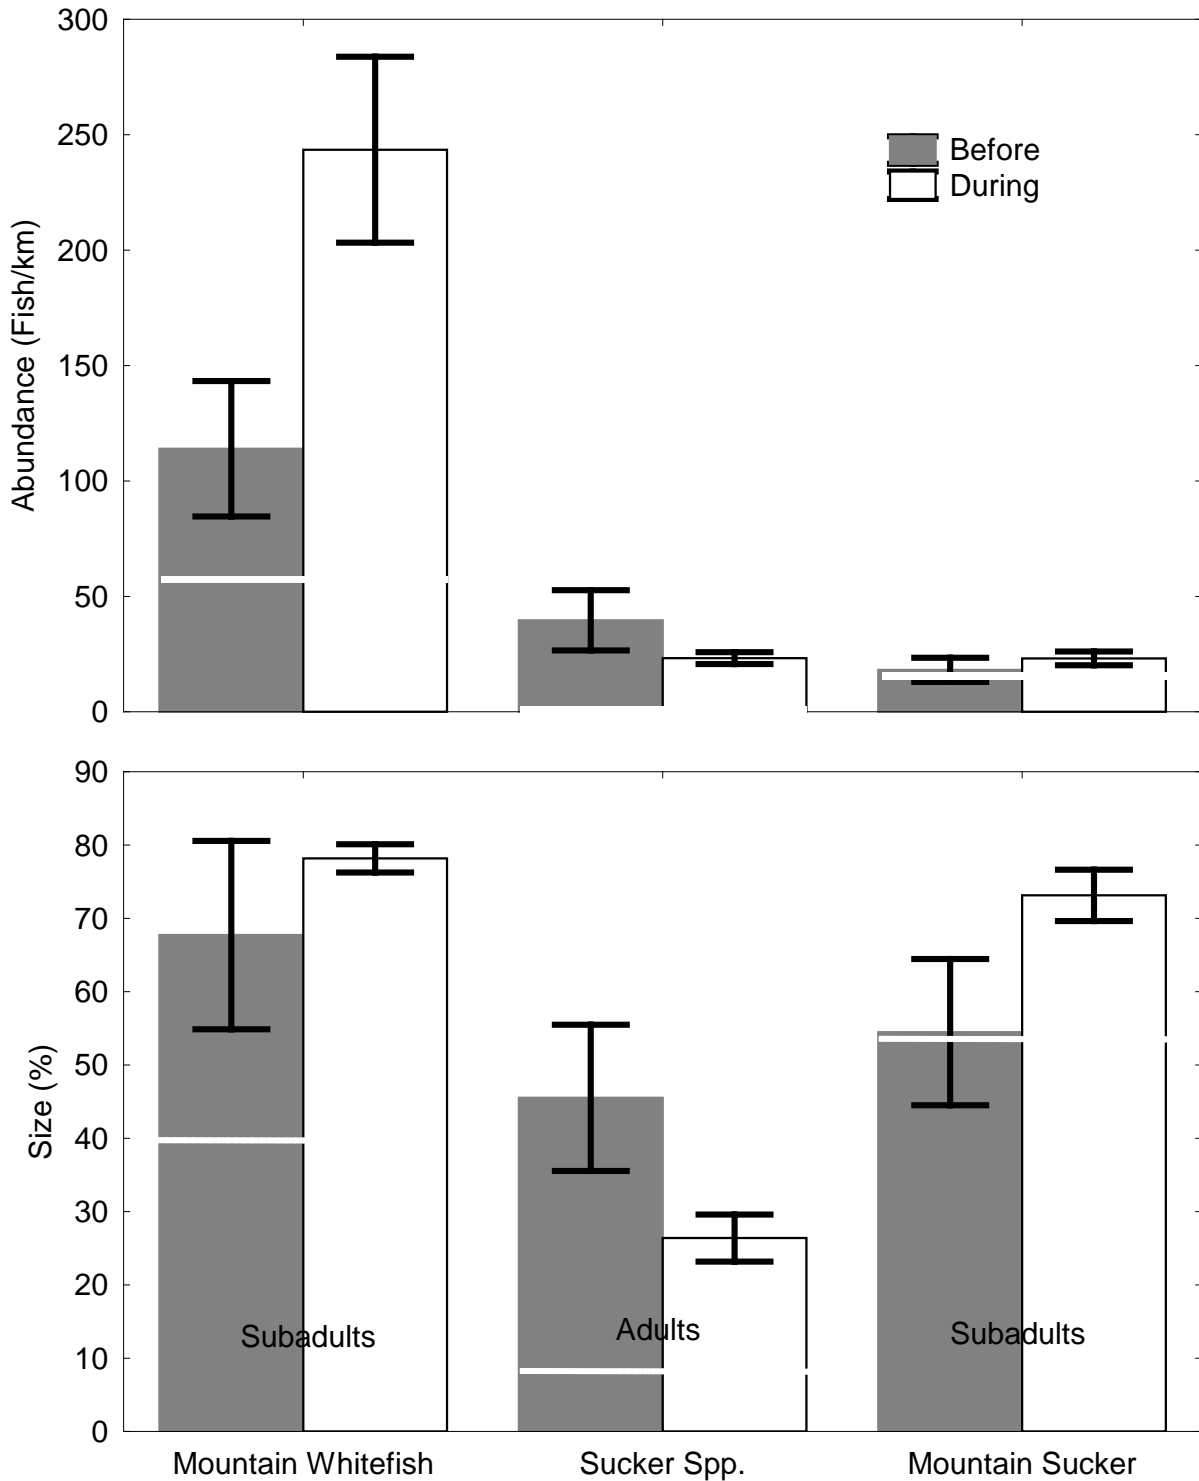 300
250
200
150
100
50
0
Abundance (Fish/km)
Before
During
90
80
70
60
50
40
30
20
10
0
Size (%)
Subadults
Adults
Subadults
Mountain Whitefish
Sucker Spp.
Mountain Sucker